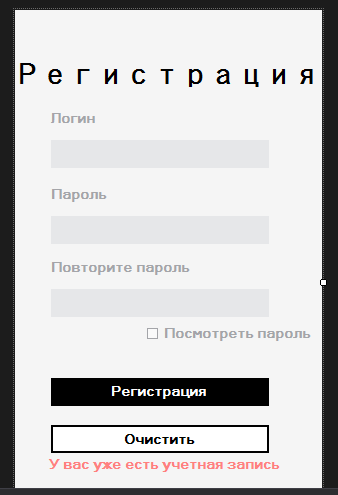 Регистрация
Логин
Пароль
Повторите пароль
Посмотреть пароль
Регистрация
Очистить
У вас уже есть учетная запись